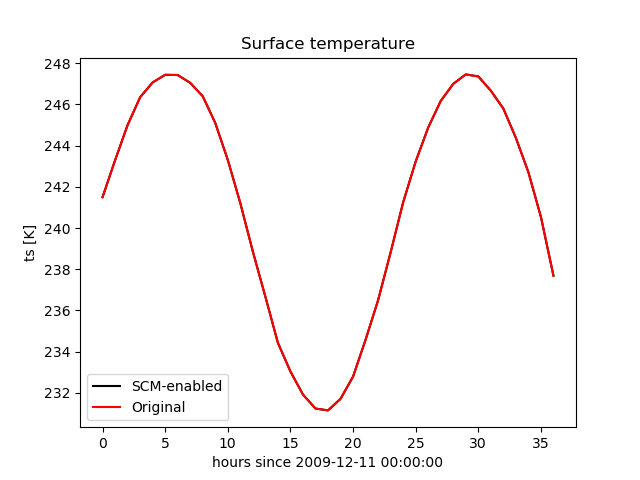 Surface temperature
248
246
244
242
240
238
236
234
232
ts [K]
SCM-enabled
Original
0 5 10 15 20 25 30 35
hours since 2009-12-11 00:00:00